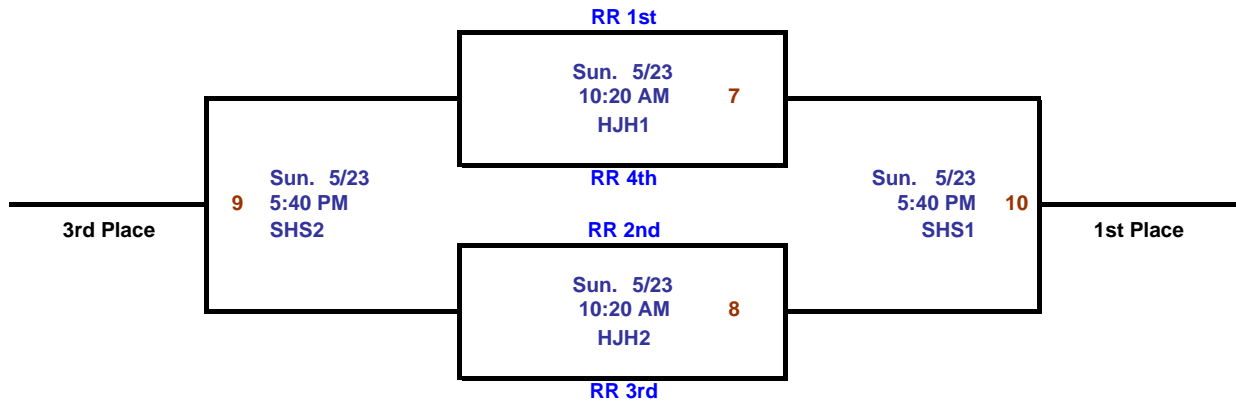 RR 1st
Sun. 5/23
10:20 AM 7
HJH1
RR 4th
Sun. 5/23
9 5:40 PM
SHS2
3rd Place
Sun. 5/23
5:40 PM 10
SHS1
1st Place
RR 2nd
Sun. 5/23
10:20 AM 8
HJH2
RR 3rd